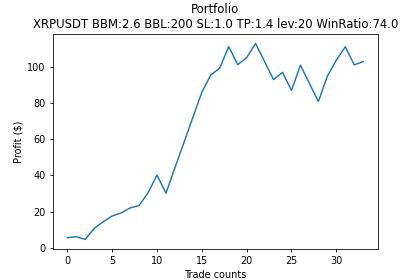 Portfolio
XRPUSDT BBM:2.6 BBL:200 SL:1.0 TP:1.4 lev:20 WinRatio:74.0
Profit ($)
100
80
60
40
20
0
0 5 10 15 20 25 30
Trade counts